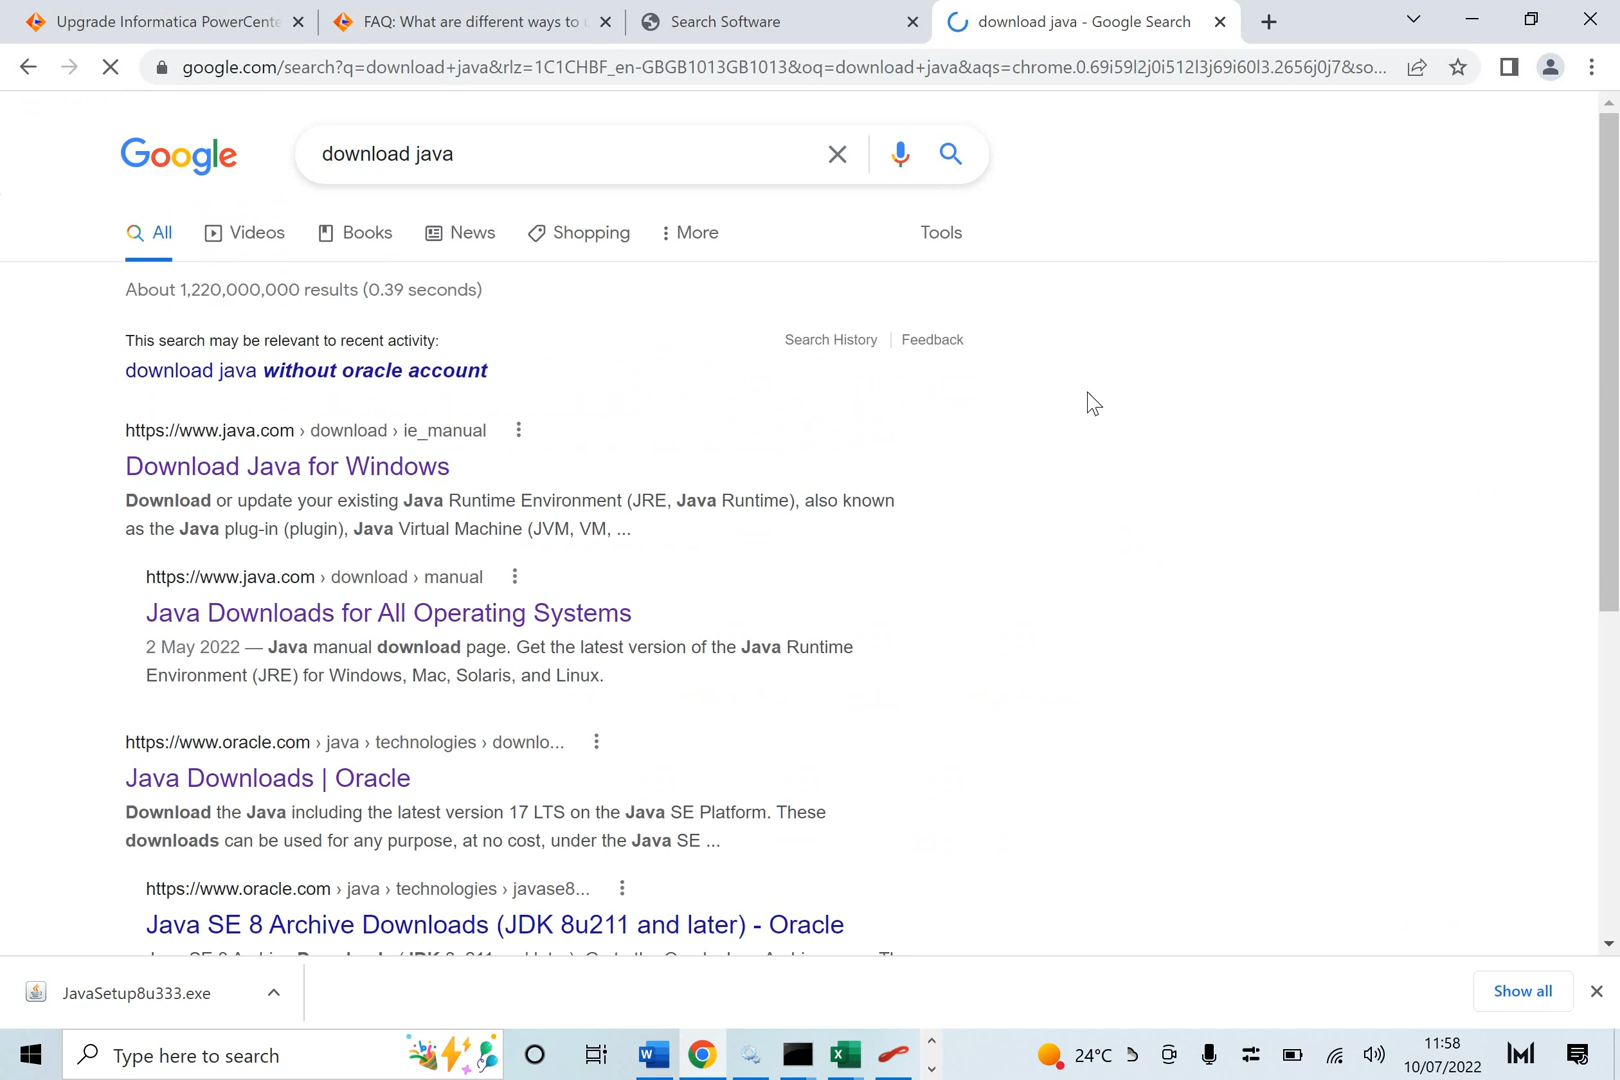 Upgrade Informatica PowerCente
FAQ: What are different ways to u
Search Software
download java - Google Search
google.com/search?q=download+java&rlz=1C1CHBF_en-GBGB1013GB1013&oq=download+java&aqs=chrome.0.69i59l2j0i512l3j69i60l3.2656j0j7&so...
Google
download java
All
Videos
Books
News
Shopping
More
Tools
About 1,220,000,000 results (0.39 seconds)
This search may be relevant to recent activity:
Search History
Feedback
download java without oracle account
https://www.java.com › download › ie_manual
Download Java for Windows
Download or update your existing Java Runtime Environment (JRE, Java Runtime), also known
as the Java plug-in (plugin), Java Virtual Machine (JVM, VM, ...
https://www.java.com › download › manual
Java Downloads for All Operating Systems
2 May 2022 — Java manual download page. Get the latest version of the Java Runtime
Environment (JRE) for Windows, Mac, Solaris, and Linux.
https://www.oracle.com › java › technologies › downlo...
Java Downloads | Oracle
Download the Java including the latest version 17 LTS on the Java SE Platform. These
downloads can be used for any purpose, at no cost, under the Java SE ...
https://www.oracle.com › java › technologies › javase8...
Java SE 8 Archive Downloads (JDK 8u211 and later) - Oracle
JavaSetup8u333.exe
Show all
Type here to search
24°C
11:58
10/07/2022